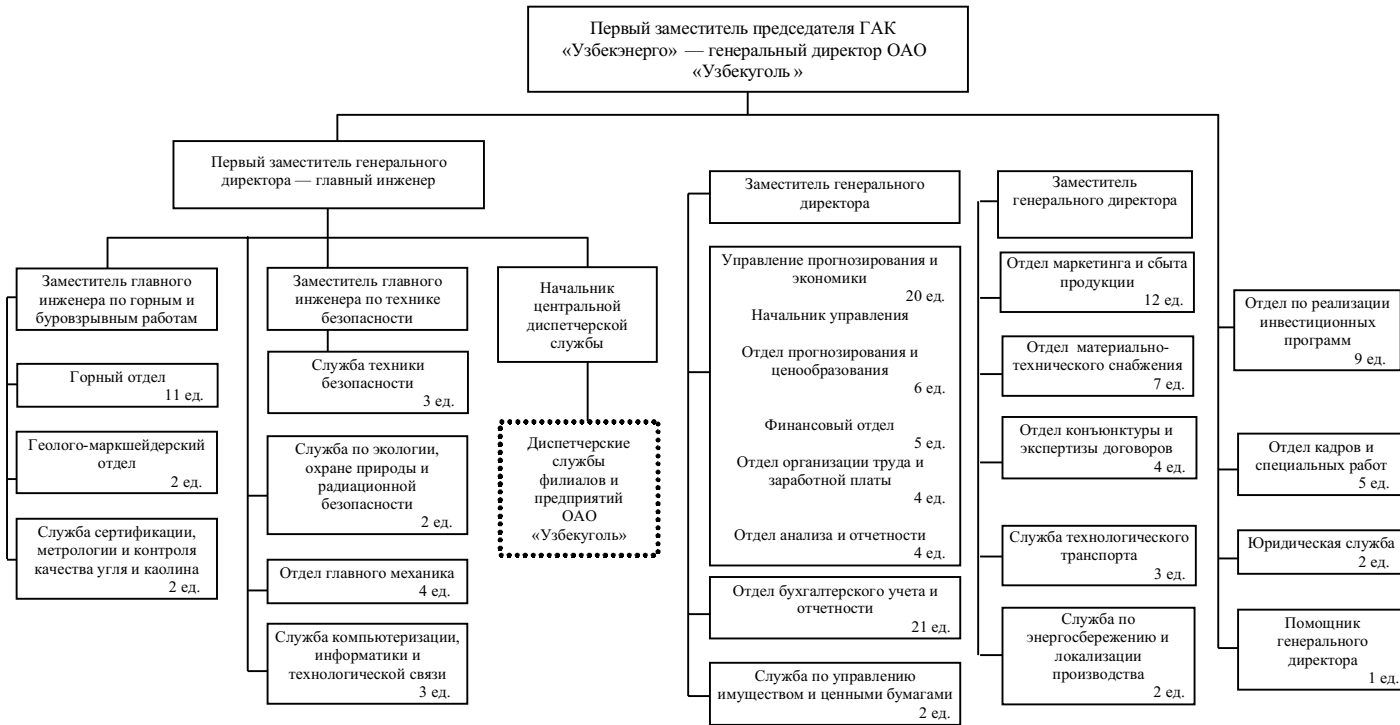 Первый заместитель председателя ГАК
«Узбекэнерго» — генеральный директор ОАО
«Узбекуголь»
Первый заместитель генерального
директора — главный инженер
Заместитель главного
инженера по горным и
буровзрывным работам
Горный отдел
11 ед.
Геолого-маркшейдерский
отдел
2 ед.
Служба сертификации,
метрологии и контроля
качества угля и каолина
2 ед.
Заместитель главного
инженера по технике
безопасности
Служба техники
безопасности
3 ед.
Служба по экологии,
охране природы и
радиационной
безопасности
2 ед.
Отдел главного механика
4 ед.
Служба компьютеризации,
информатики и
технологической связи
3 ед.
Начальник
центральной
диспетчерской
службы
Диспетчерские
службы
филиалов и
предприятий
ОАО
«Узбекуголь»
Заместитель генерального
директора
Управление прогнозирования и
экономики
20 ед.
Начальник управления
Отдел прогнозирования и
ценообразования
6 ед.
Финансовый отдел
5 ед.
Отдел организации труда и
заработной платы
4 ед.
Отдел анализа и отчетности
4 ед.
Отдел бухгалтерского учета и
отчетности
21 ед.
Служба по управлению
имуществом и ценными бумагами
2 ед.
Заместитель
генерального директора
Отдел маркетинга и сбыта
продукции
12 ед.
Отдел материально-
технического снабжения
7 ед.
Отдел конъюнктуры и
экспертизы договоров
4 ед.
Служба технологического
транспорта
3 ед.
Служба по
энергосбережению и
локализации
производства
2 ед.
Отдел по реализации
инвестиционных
программ
9 ед.
Отдел кадров и
специальных работ
5 ед.
Юридическая служба
2 ед.
Помощник
генерального
директора
1 ед.